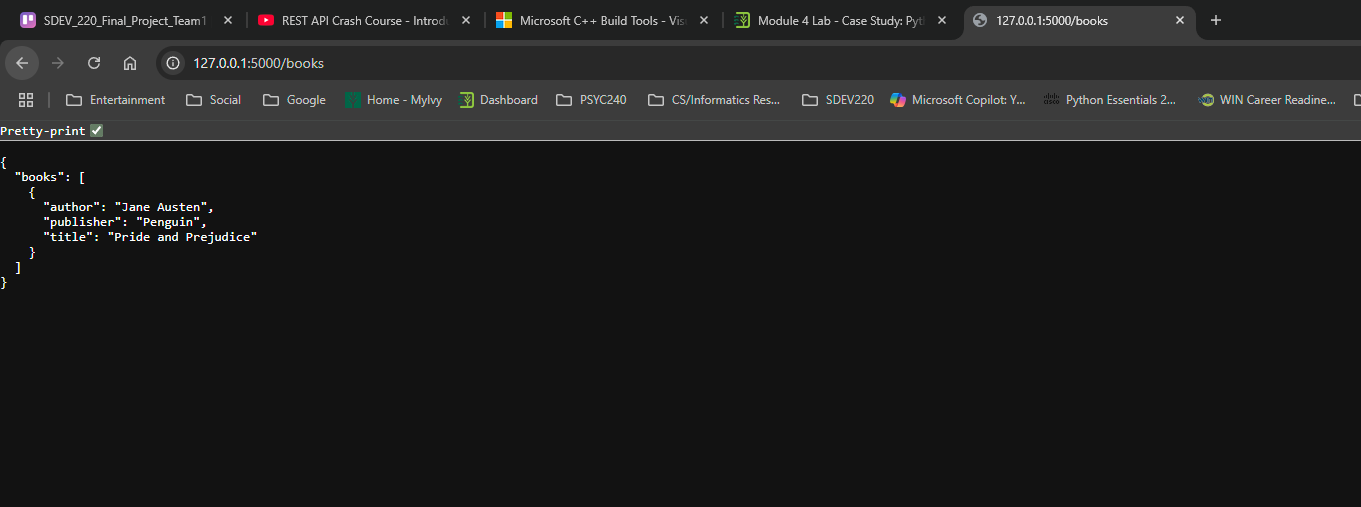 SDEV_220_Final_Project_Team1
REST API Crash Course - Introdu
Microsoft C++ Build Tools - Vis
Module 4 Lab - Case Study: Pyt
127.0.0.1:5000/books
127.0.0.1:5000/books
Entertainment Social Google Home - MyIvy Dashboard PSYC240 CS/Informatics Res... SDEV220 Microsoft Copilot: Y... Python Essentials 2... WIN Career Readine...
Pretty-print
{
"books": [
{
"author": "Jane Austen",
"publisher": "Penguin",
"title": "Pride and Prejudice"
}
]
}